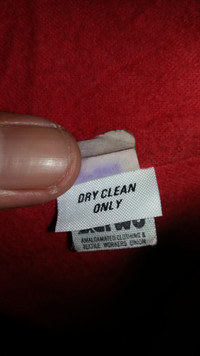 DRY CLEAN
ONLY
AMALGAMATED CLOTHING &
TEXTILE WORKERS UNION